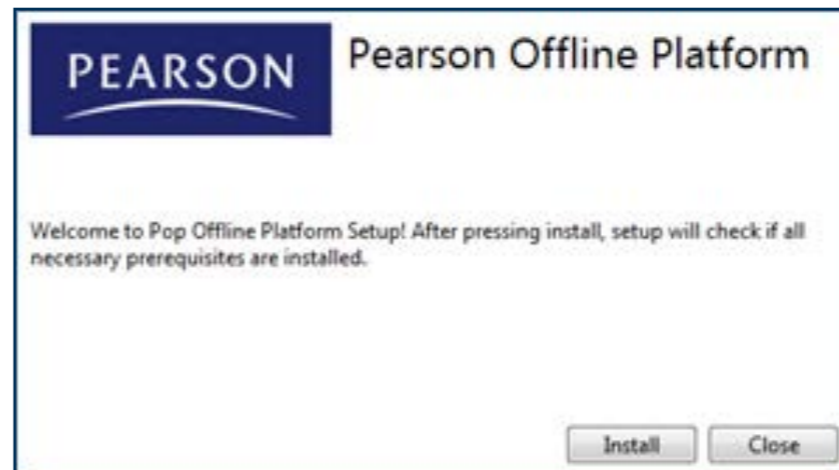 PEARSON
Pearson Offline Platform
Welcome to Pop Offline Platform Setup! After pressing install, setup will check if all
necessary prerequisites are installed.
Install
Close